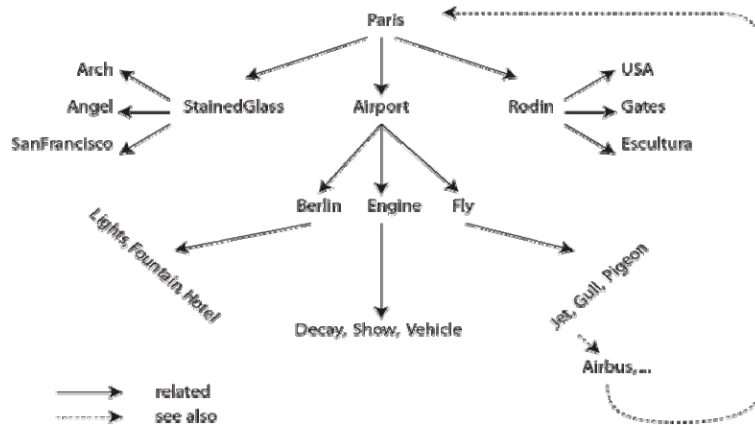 Paris
Arch
USA
Angel
StainedGlass
Airport
Rodin
Gates
SanFrancisco
Escultura
Berlin
Engine
Fly
Lights, Fountain, Hotel
Jet, Gull, Pigeon
Decay, Show, Vehicle
Airbus,...
related
see also